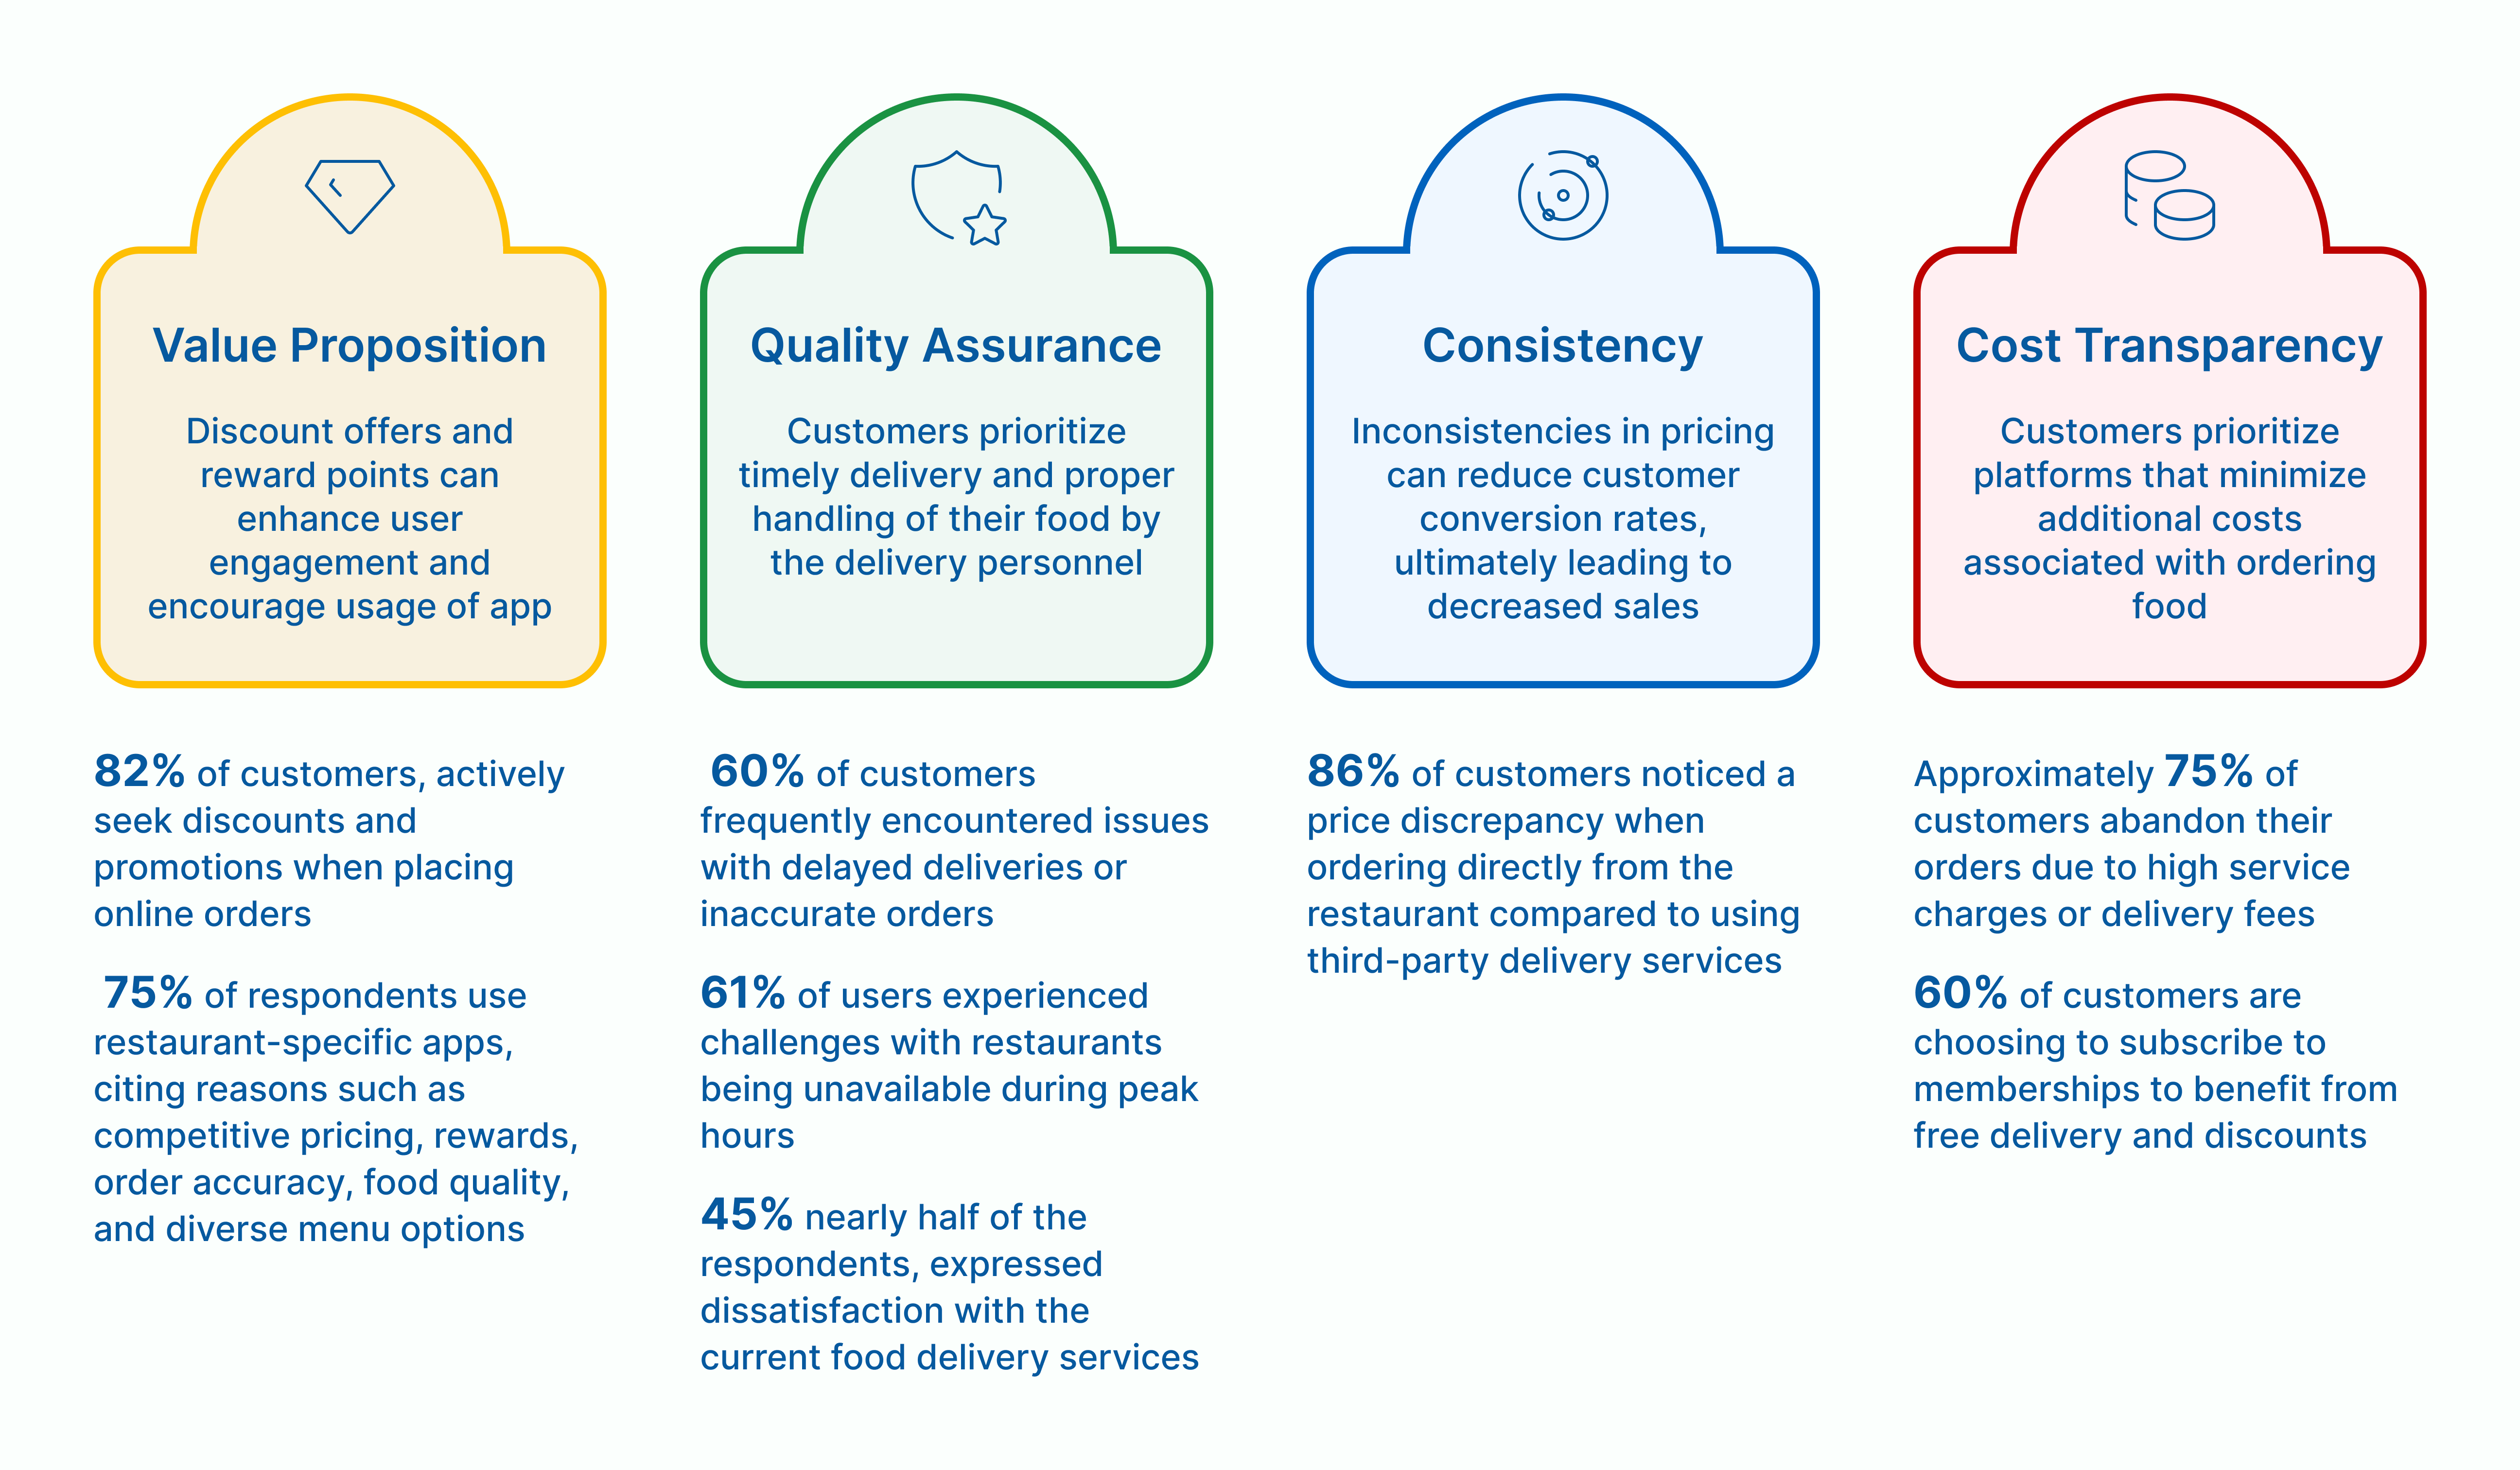 Value Proposition
Discount offers and
reward points can
enhance user
engagement and
encourage usage of app
82% of customers, actively
seek discounts and
promotions when placing
online orders
75% of respondents use
restaurant-specific apps,
citing reasons such as
competitive pricing, rewards,
order accuracy, food quality,
and diverse menu options
Quality Assurance
Customers prioritize
timely delivery and proper
handling of their food by
the delivery personnel
60% of customers
frequently encountered issues
with delayed deliveries or
inaccurate orders
61% of users experienced
challenges with restaurants
being unavailable during peak
hours
45% nearly half of the
respondents, expressed
dissatisfaction with the
current food delivery services
Consistency
Inconsistencies in pricing
can reduce customer
conversion rates,
ultimately leading to
decreased sales
86% of customers noticed a
price discrepancy when
ordering directly from the
restaurant compared to using
third-party delivery services
Cost Transparency
Customers prioritize
platforms that minimize
additional costs
associated with ordering
food
Approximately 75% of
customers abandon their
orders due to high service
charges or delivery fees
60% of customers are
choosing to subscribe to
memberships to benefit from
free delivery and discounts